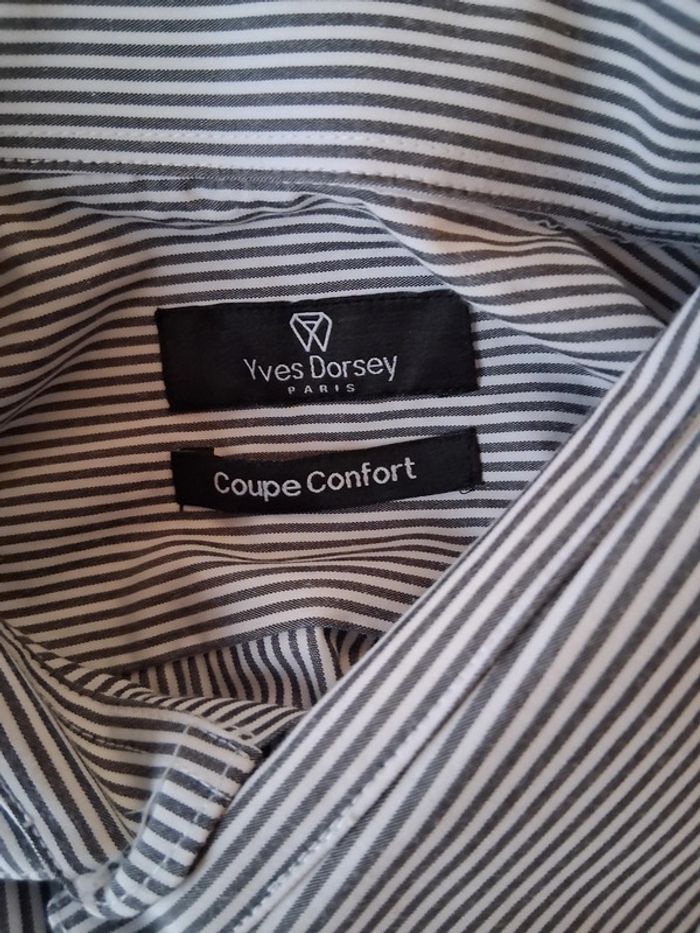 Yves Dorsey
PARIS
Coupe Confort